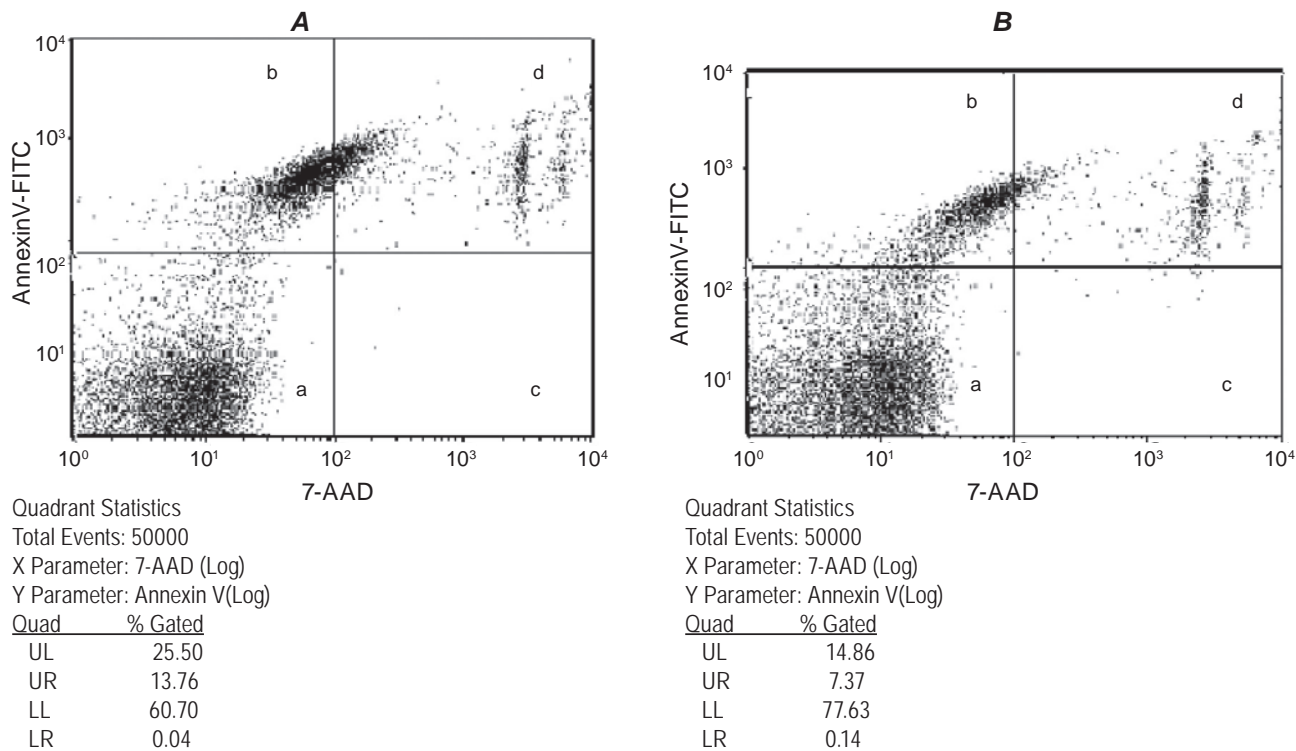 A
10⁴
b
d
10³
AnnexinV-FITC
10²
10¹
a
c
10⁰ 10¹ 10² 10³ 10⁴
7-AAD
Quadrant Statistics
Total Events: 50000
X Parameter: 7-AAD (Log)
Y Parameter: Annexin V(Log)
Quad % Gated
UL 25.50
UR 13.76
LL 60.70
LR 0.04
B
10⁴
b
d
10³
AnnexinV-FITC
10²
10¹
a
c
10⁰ 10¹ 10² 10³ 10⁴
7-AAD
Quadrant Statistics
Total Events: 50000
X Parameter: 7-AAD (Log)
Y Parameter: Annexin V(Log)
Quad % Gated
UL 14.86
UR 7.37
LL 77.63
LR 0.14